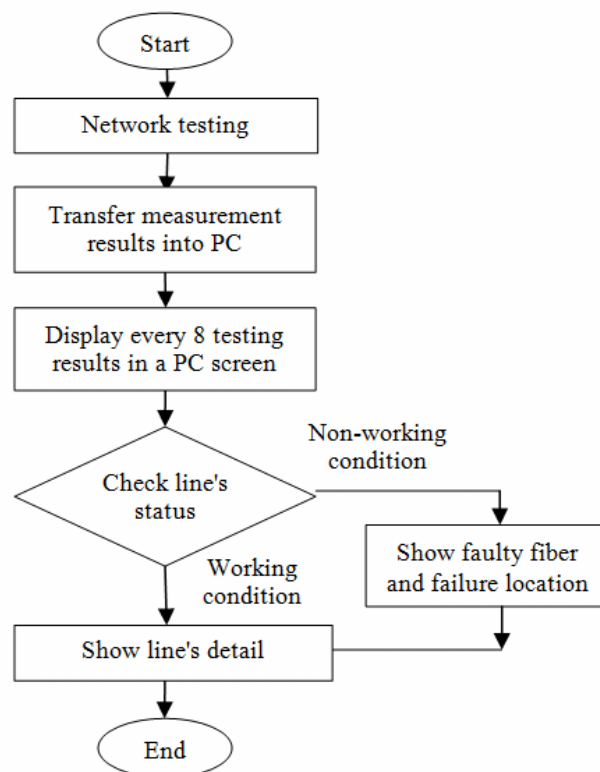 Start
Network testing
Transfer measurement
results into PC
Display every 8 testing
results in a PC screen
Check line's
status
Non-working
condition
Show faulty fiber
and failure location
Working
condition
Show line's detail
End